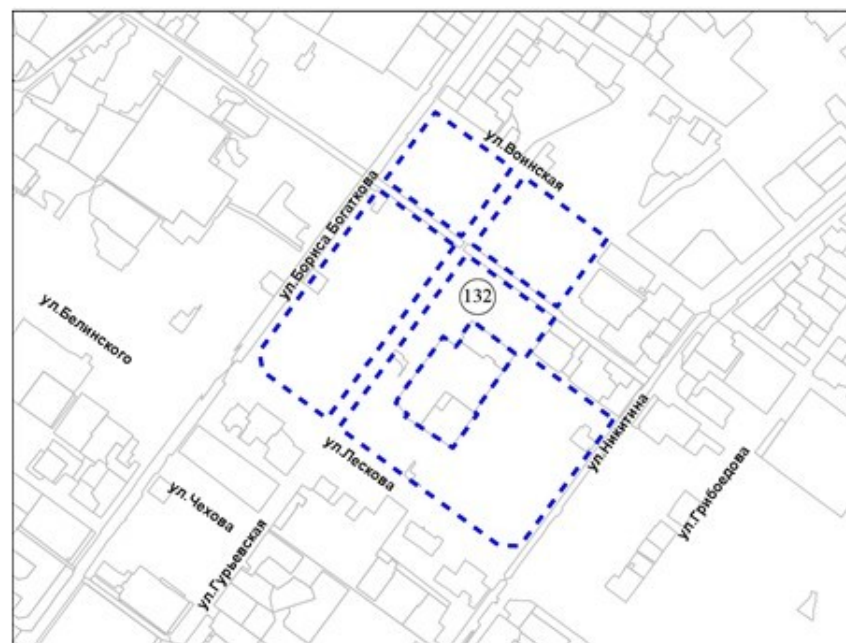 ул.Воинская
ул.Бориса Богаткова
132
ул.Белинского
ул.Никитина
ул.Лескова
ул.Грибоедова
ул.Чехова
ул.Гурьевская